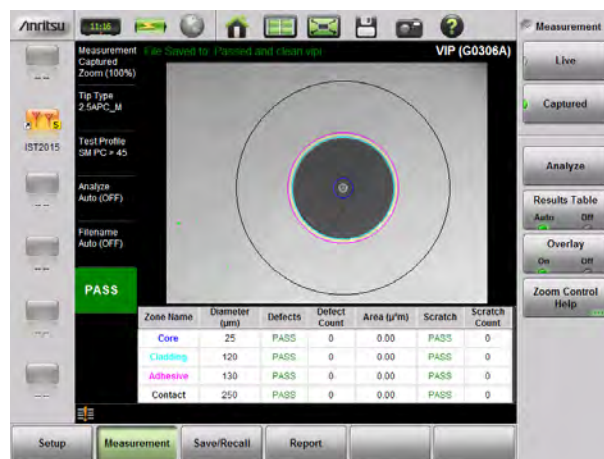 Anritsu
11:16
Measurement
Measurement
Captured
Zoom (100%)
File Saved to: Passed and clean.vipi
VIP (G0306A)
Live
Tip Type
2.5APC_M
Captured
IST2015
Test Profile
SM PC > 45
Analyze
Analyze
Auto (OFF)
Results Table
Auto Off
Filename
Auto (OFF)
Overlay
On Off
PASS
Zoom Control
Help
Zone Name Diameter (µm) Defects Defect Count Area (µ²m) Scratch Scratch Count
Core 25 PASS 0 0.00 PASS 0
Cladding 120 PASS 0 0.00 PASS 0
Adhesive 130 PASS 0 0.00 PASS 0
Contact 250 PASS 0 0.00 PASS 0
Setup Measurement Save/Recall Report